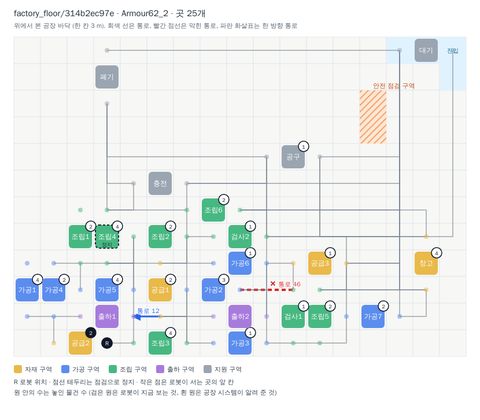 factory_floor/314b2ec97e · Armour62_2 · 곳 25개
위에서 본 공장 바닥 (한 칸 3 m). 회색 선은 통로, 빨간 점선은 막힌 통로, 파란 화살표는 한 방향 통로
대기
진입
폐기
안전 점검 구역
공구
1
충전
조립6
2
조립1
2
조립4
4
정지
조립2
2
검사2
1
가공6
1
공급3
1
창고
4
가공1
4
가공4
2
가공5
4
공급1
2
가공2
3
✖ 통로 46
출하1
통로 12
출하2
검사1
1
조립5
2
가공7
2
공급2
2
R
조립3
4
가공3
1
자재 구역
가공 구역
조립 구역
출하 구역
지원 구역
R 로봇 위치 · 점선 테두리는 점검으로 정지 · 작은 점은 로봇이 서는 곳의 앞 칸
원 안의 수는 놓인 물건 수 (검은 원은 로봇이 지금 보는 것, 흰 원은 공장 시스템이 알려 준 것)